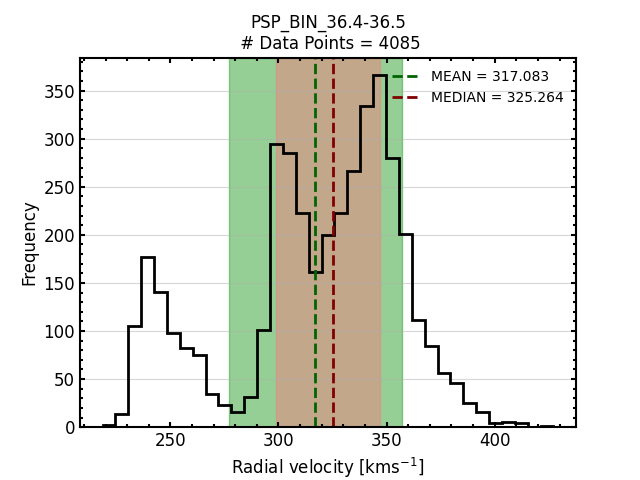 PSP_BIN_36.4-36.5
# Data Points = 4085
MEAN = 317.083
MEDIAN = 325.264
Frequency
350
300
250
200
150
100
50
0
250
300
350
400
Radial velocity [kms⁻¹]